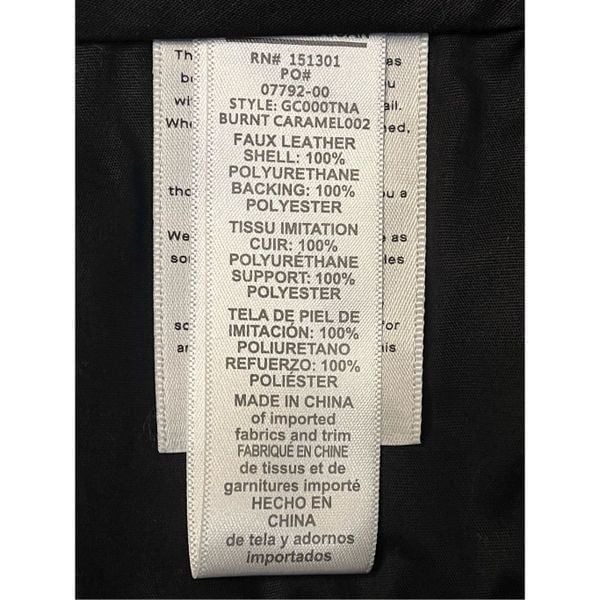 RN# 151301
PO#
07792-00
STYLE: GC000TNA
BURNT CARAMEL002
FAUX LEATHER
SHELL: 100%
POLYURETHANE
BACKING: 100%
POLYESTER
TISSU IMITATION
CUIR: 100%
POLYURÉTHANE
SUPPORT: 100%
POLYESTER
TELA DE PIEL DE
IMITACIÓN: 100%
POLIURETANO
REFUERZO: 100%
POLIÉSTER
MADE IN CHINA
of imported
fabrics and trim
FABRIQUÉ EN CHINE
de tissus et de
garnitures importé
HECHO EN
CHINA
de tela y adornos
importados